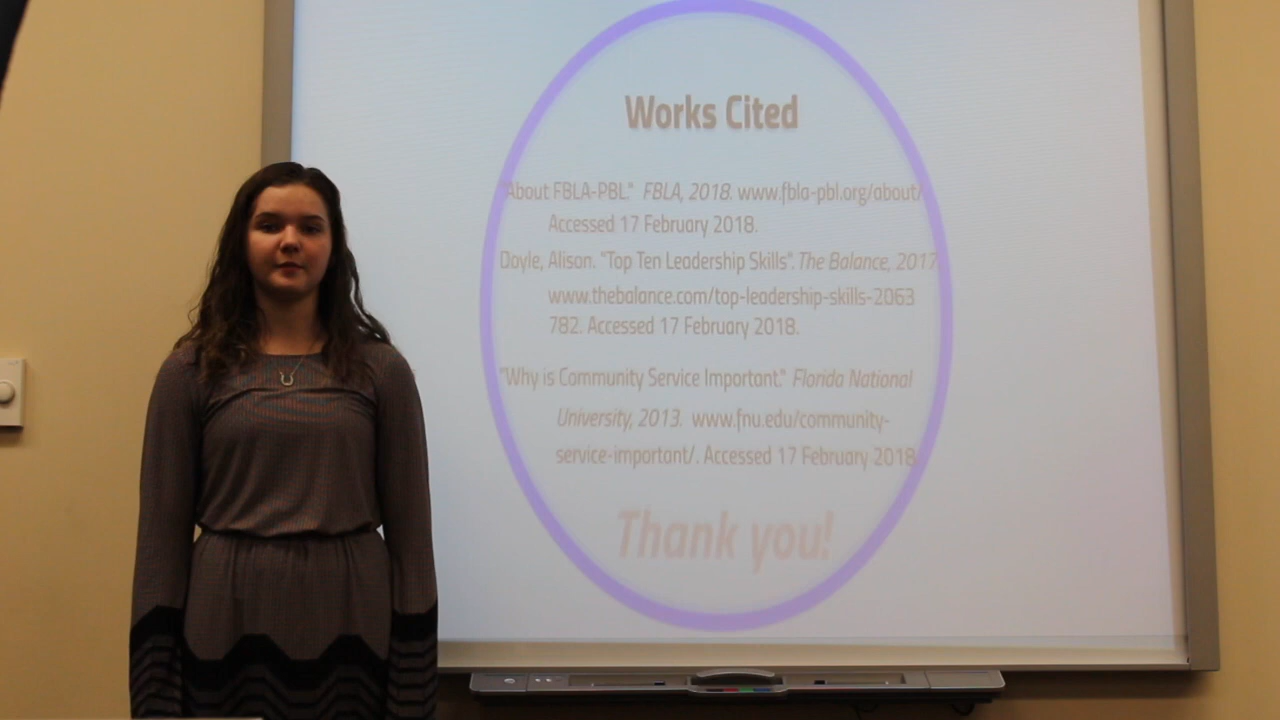 Works Cited
"About FBLA-PBL." FBLA, 2018. www.fbla-pbl.org/about/
Accessed 17 February 2018.
Doyle, Alison. "Top Ten Leadership Skills". The Balance, 2017
www.thebalance.com/top-leadership-skills-2063
782. Accessed 17 February 2018.
"Why is Community Service Important." Florida National
University, 2013. www.fnu.edu/community-
service-important/. Accessed 17 February 2018
Thank you!